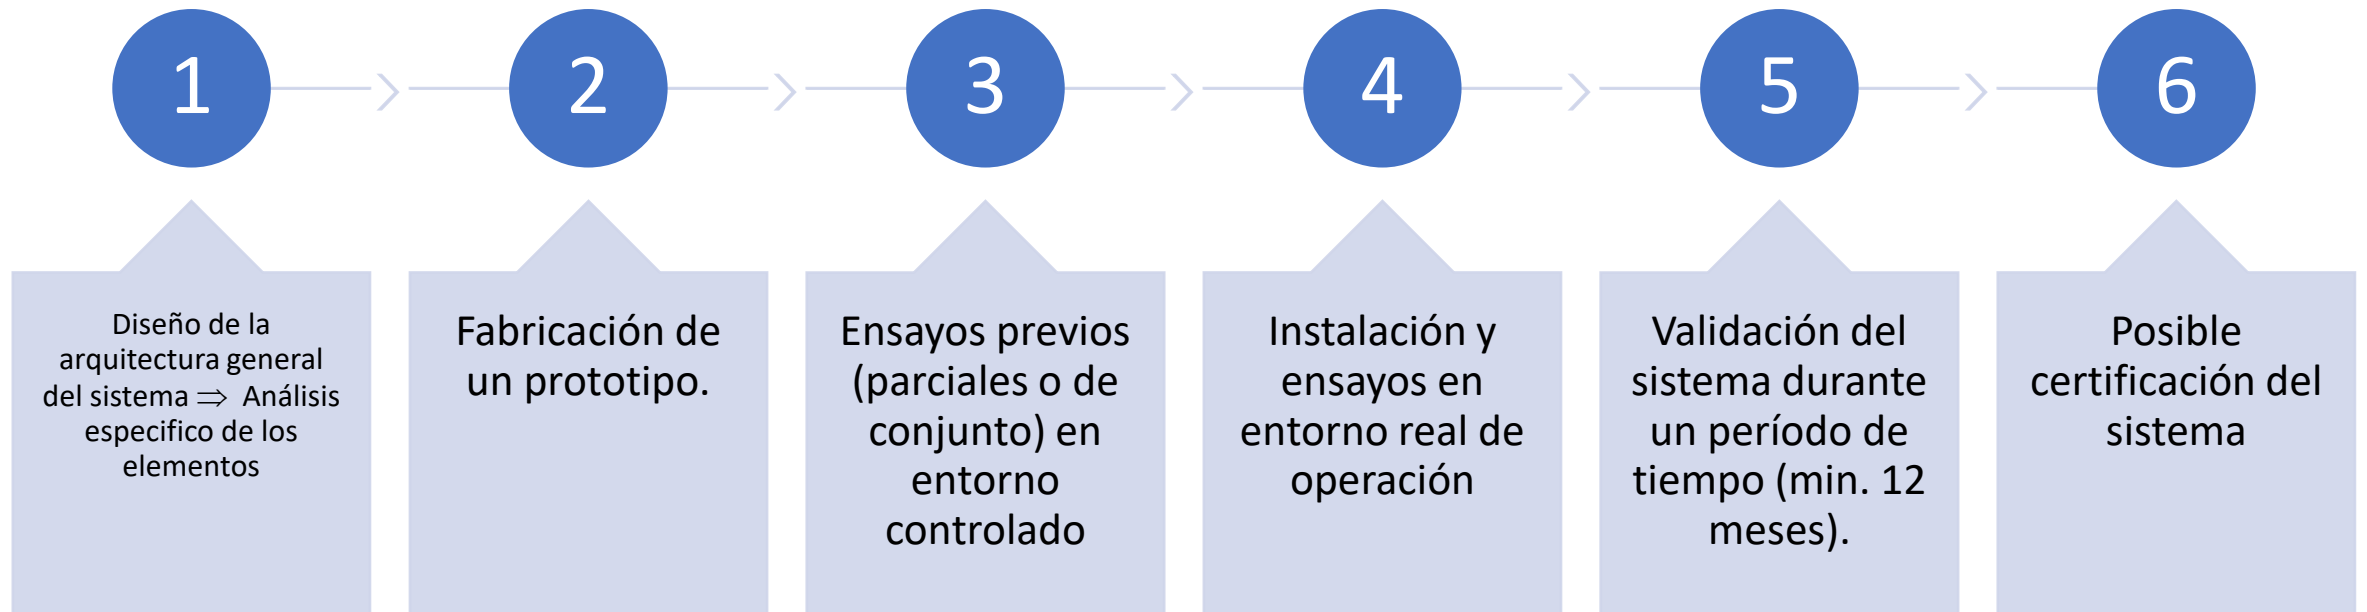 1
2
3
4
5
6
Diseño de la
arquitectura general
del sistema ⇒ Análisis
especifico de los
elementos
Fabricación de
un prototipo.
Ensayos previos
(parciales o de
conjunto) en
entorno
controlado
Instalación y
ensayos en
entorno real de
operación
Validación del
sistema durante
un período de
tiempo (min. 12
meses).
Posible
certificación del
sistema